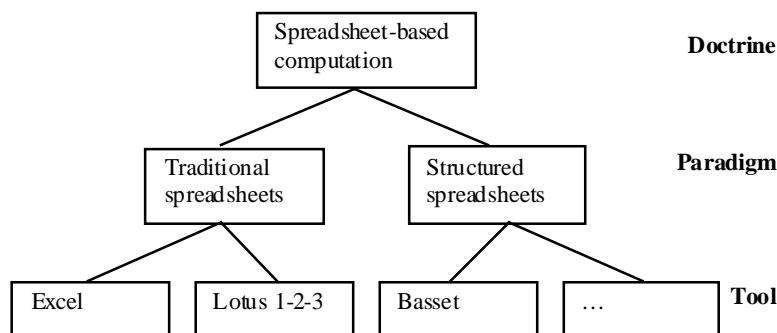 Spreadsheet-based
computation
Doctrine
Traditional
spreadsheets
Structured
spreadsheets
Paradigm
Excel
Lotus 1-2-3
Basset
…
Tool